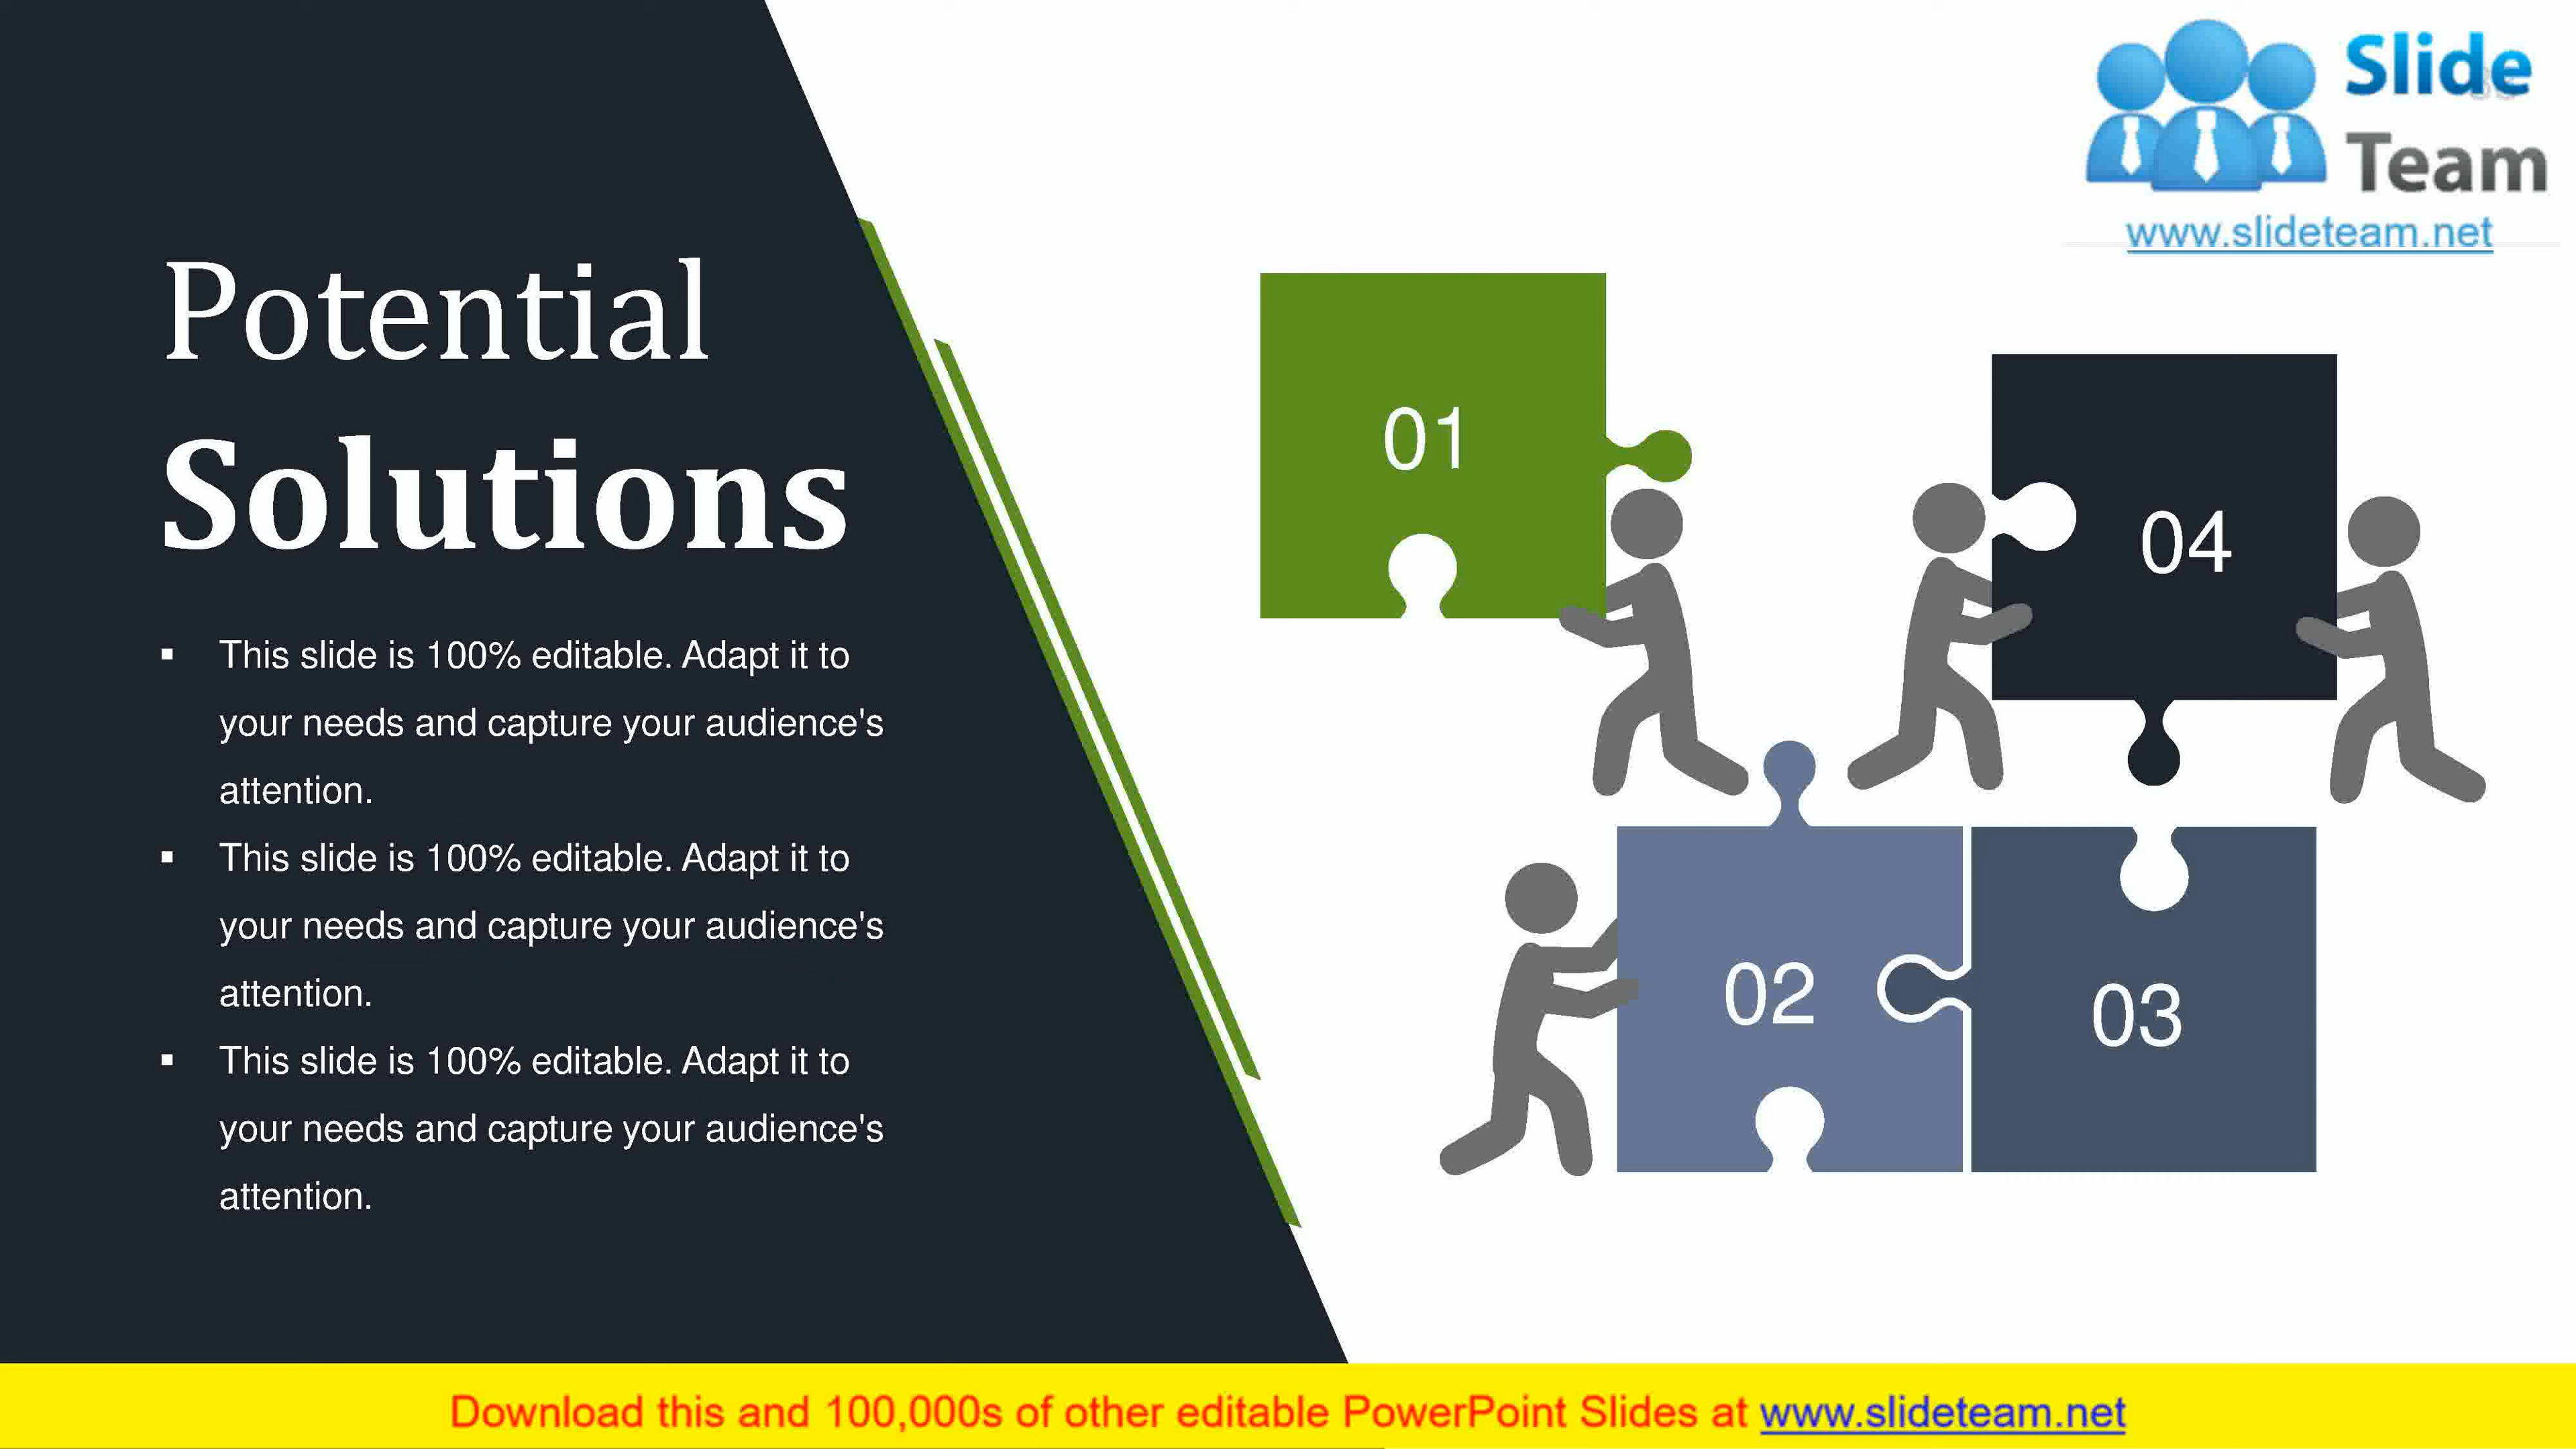 Slide
Team
www.slideteam.net
Potential
Solutions
▪ This slide is 100% editable. Adapt it to
your needs and capture your audience's
attention.
▪ This slide is 100% editable. Adapt it to
your needs and capture your audience's
attention.
▪ This slide is 100% editable. Adapt it to
your needs and capture your audience's
attention.
01
04
02
03
Download this and 100,000s of other editable PowerPoint Slides at www.slideteam.net